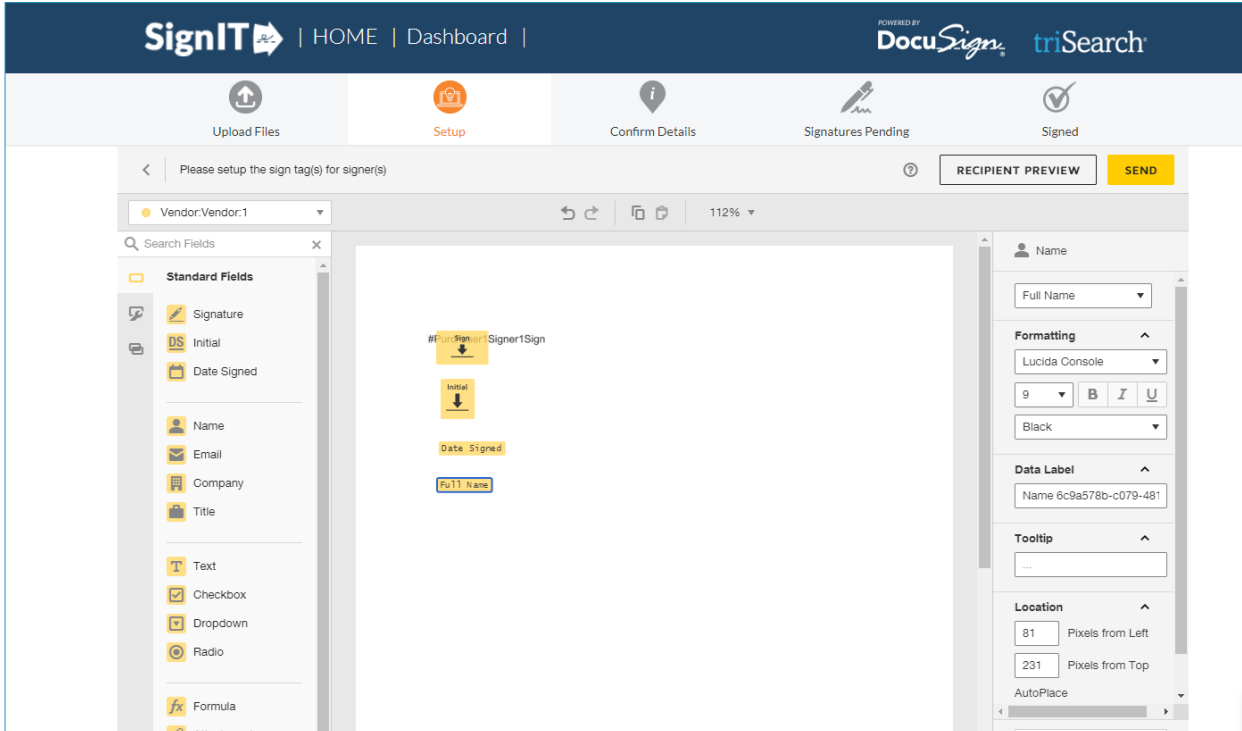 SignIT | HOME | Dashboard |
POWERED BY
DocuSign triSearch
Upload Files Setup Confirm Details Signatures Pending Signed
Please setup the sign tag(s) for signer(s) ? RECIPIENT PREVIEW SEND
Vendor:Vendor:1 112%
Search Fields
Name
Standard Fields
Full Name
Signature
DS Initial
Date Signed
Name
Email
Company
Title
T Text
Checkbox
Dropdown
Radio
fx Formula
Signer1Sign
Sign
Initial
Date Signed
Full Name
Formatting
Lucida Console
9 B I U
Black
Data Label
Name 6c9a578b-c079-481
Tooltip
...
Location
81 Pixels from Left
231 Pixels from Top
AutoPlace